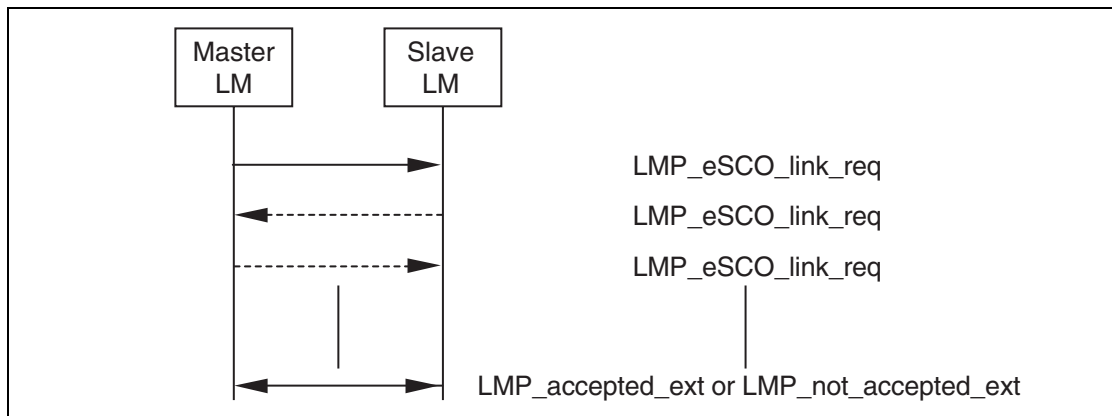 Master
LM
Slave
LM
LMP_eSCO_link_req
LMP_eSCO_link_req
LMP_eSCO_link_req
LMP_accepted_ext or LMP_not_accepted_ext